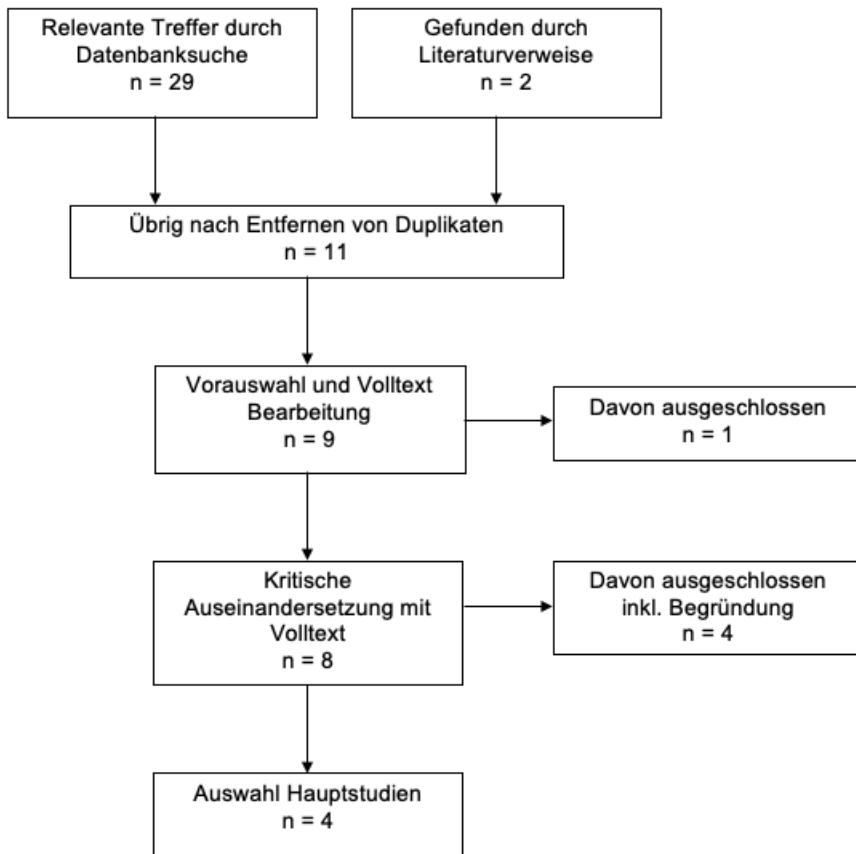 Relevante Treffer durch
Datenbanksuche
n = 29
Gefunden durch
Literaturverweise
n = 2
Übrig nach Entfernen von Duplikaten
n = 11
Vorauswahl und Volltext
Bearbeitung
n = 9
Davon ausgeschlossen
n = 1
Kritische
Auseinandersetzung mit
Volltext
n = 8
Davon ausgeschlossen
inkl. Begründung
n = 4
Auswahl Hauptstudien
n = 4